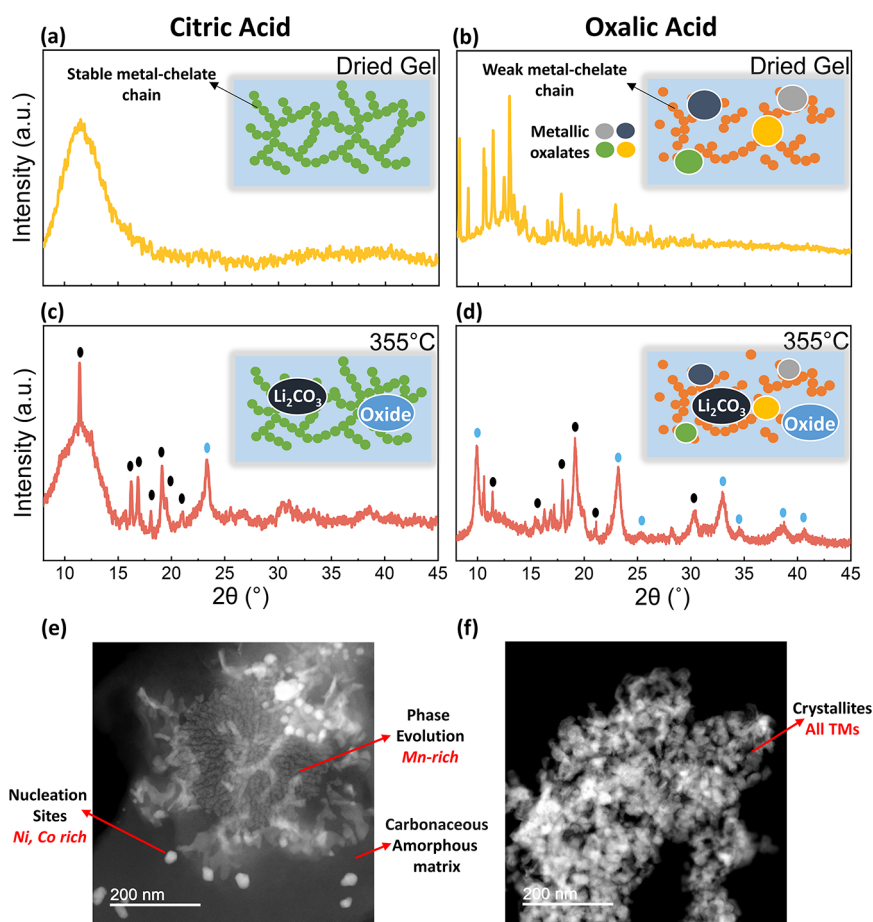 Citric Acid
Oxalic Acid
(a)
Dried Gel
Stable metal-chelate
chain
Intensity (a.u.)
(b)
Dried Gel
Weak metal-chelate
chain
Metallic
oxalates
(c)
355°C
Li₂CO₃
Oxide
Intensity (a.u.)
10 15 20 25 30 35 40 45
2θ (°)
(d)
355°C
Li₂CO₃
Oxide
10 15 20 25 30 35 40 45
2θ (°)
(e)
Phase
Evolution
Mn-rich
Nucleation
Sites
Ni, Co rich
Carbonaceous
Amorphous
matrix
200 nm
(f)
Crystallites
All TMs
200 nm